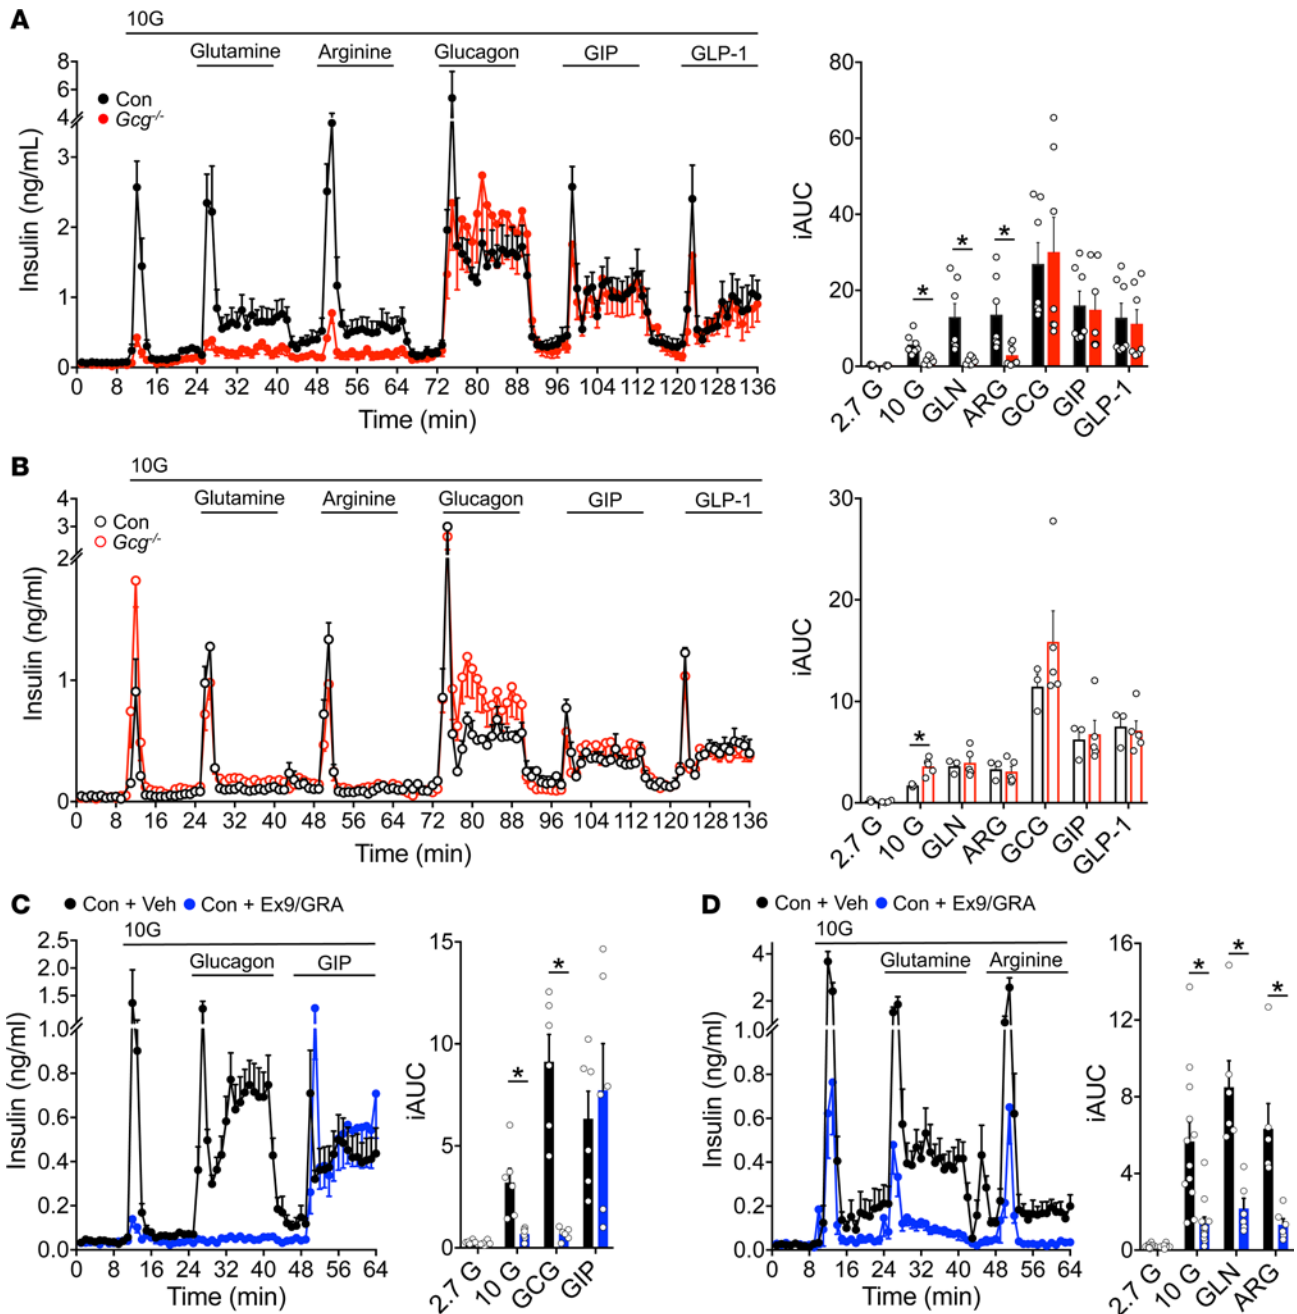 A
10G
Glutamine Arginine Glucagon GIP GLP-1
Con
Gcg-/-
Insulin (ng/mL)
8
6
4
3
2
1
0
0 8 16 24 32 40 48 56 64 72 80 88 96 104 112 120 128 136
Time (min)
iAUC
80
60
40
20
0
* * *
2.7 G 10 G GLN ARG GCG GIP GLP-1
B
10G
Glutamine Arginine Glucagon GIP GLP-1
Con
Gcg-/-
Insulin (ng/ml)
4
3
2
1
0
0 8 16 24 32 40 48 56 64 72 80 88 96 104 112 120 128 136
Time (min)
iAUC
30
20
10
0
*
2.7 G 10 G GLN ARG GCG GIP GLP-1
C
Con + Veh Con + Ex9/GRA
10G
Glucagon GIP
Insulin (ng/ml)
2.5
2.0
1.5
1.0
0.8
0.6
0.4
0.2
0.0
0 8 16 24 32 40 48 56 64
Time (min)
iAUC
15
10
5
0
* *
2.7 G 10 G GCG GIP
D
Con + Veh Con + Ex9/GRA
10G
Glutamine Arginine
Insulin (ng/ml)
4
2
1.0
0.8
0.6
0.4
0.2
0.0
0 8 16 24 32 40 48 56 64
Time (min)
iAUC
16
12
8
4
0
* * *
2.7 G 10 G GLN ARG